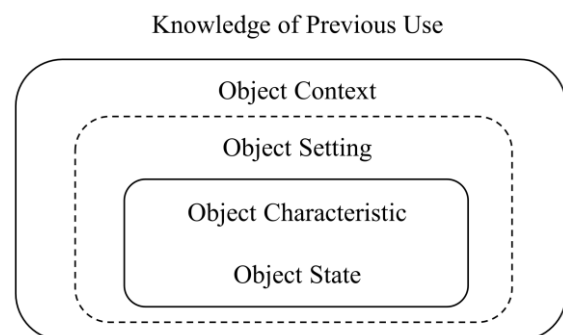 Knowledge of Previous Use
Object Context
Object Setting
Object Characteristic
Object State